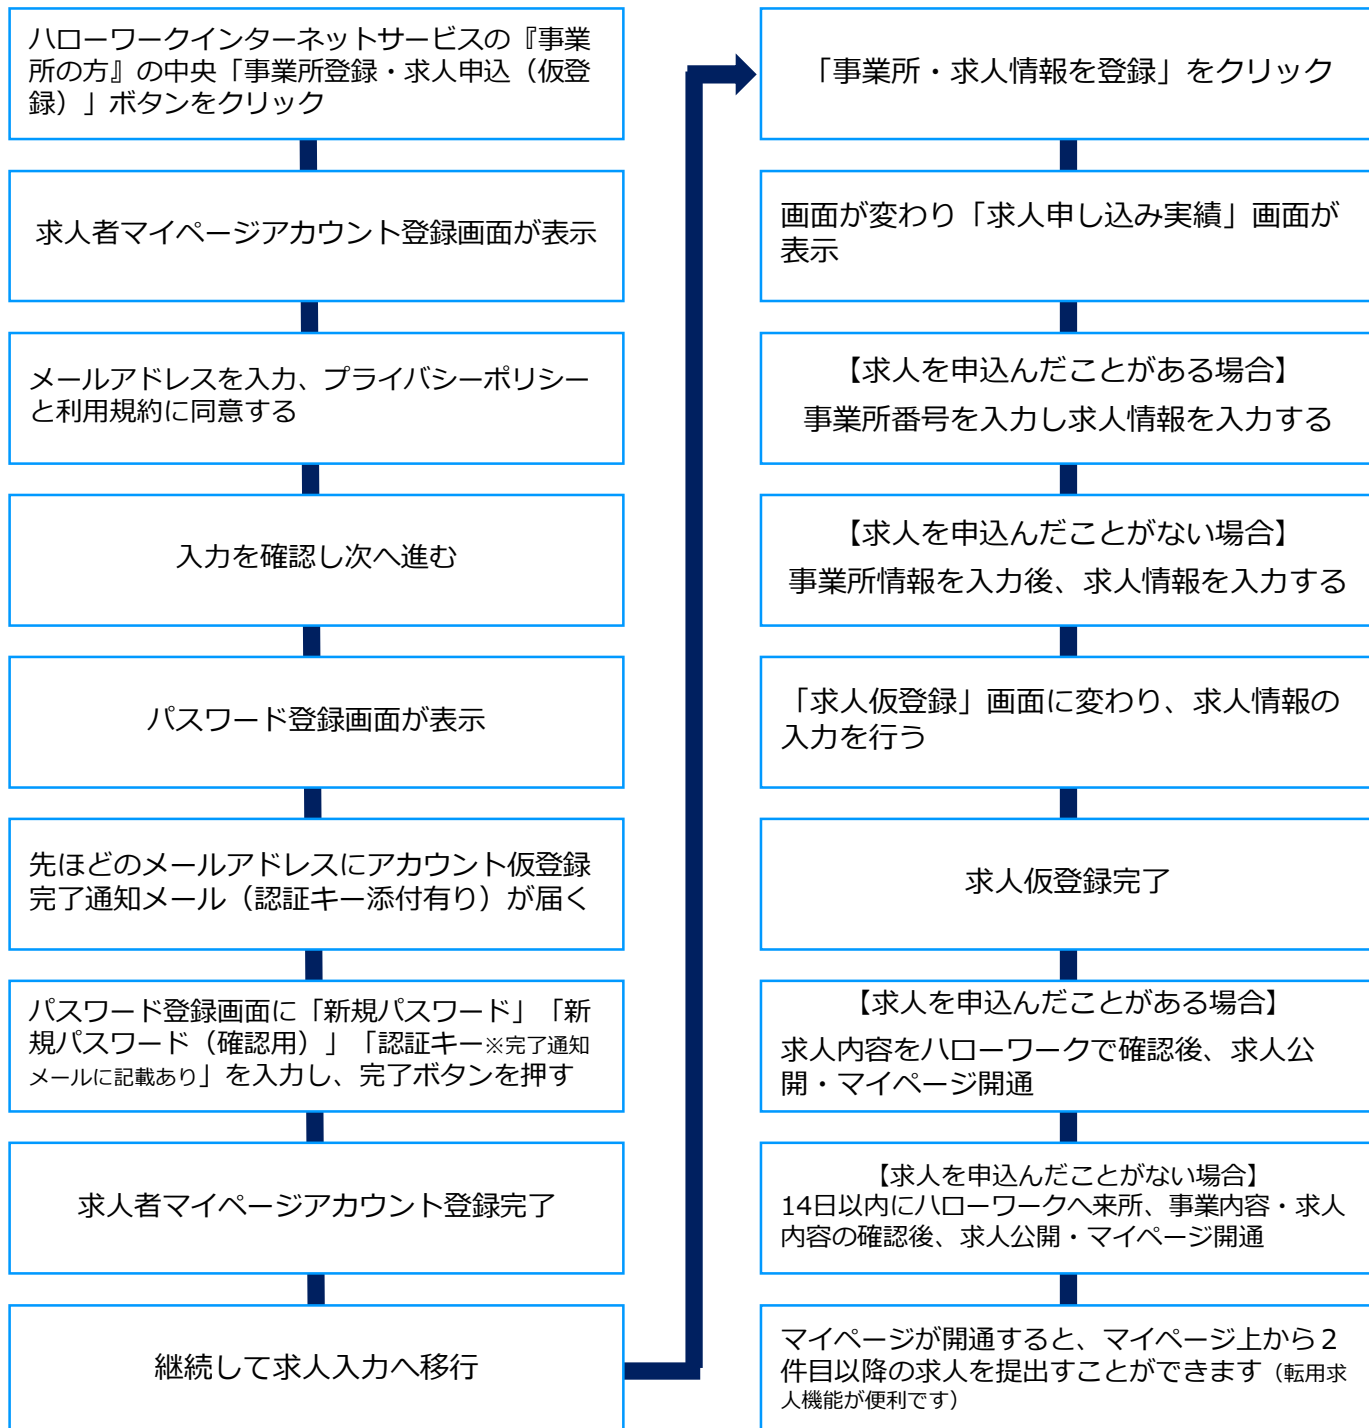 ハローワークインターネットサービスの『事業
所の方』の中央「事業所登録・求人申込（仮登
録）」ボタンをクリック
求人者マイページアカウント登録画面が表示
メールアドレスを入力、プライバシーポリシー
と利用規約に同意する
入力を確認し次へ進む
パスワード登録画面が表示
先ほどのメールアドレスにアカウント仮登録
完了通知メール（認証キー添付有り）が届く
パスワード登録画面に「新規パスワード」「新
規パスワード（確認用）」「認証キー※完了通知
メールに記載あり」を入力し、完了ボタンを押す
求人者マイページアカウント登録完了
継続して求人入力へ移行
「事業所・求人情報を登録」をクリック
画面が変わり「求人申し込み実績」画面が
表示
【求人を申込んだことがある場合】
事業所番号を入力し求人情報を入力する
【求人を申込んだことがない場合】
事業所情報を入力後、求人情報を入力する
「求人仮登録」画面に変わり、求人情報の
入力を行う
求人仮登録完了
【求人を申込んだことがある場合】
求人内容をハローワークで確認後、求人公
開・マイページ開通
【求人を申込んだことがない場合】
14日以内にハローワークへ来所、事業内容・求人
内容の確認後、求人公開・マイページ開通
マイページが開通すると、マイページ上から２
件目以降の求人を提出すことができます（転用求
人機能が便利です）